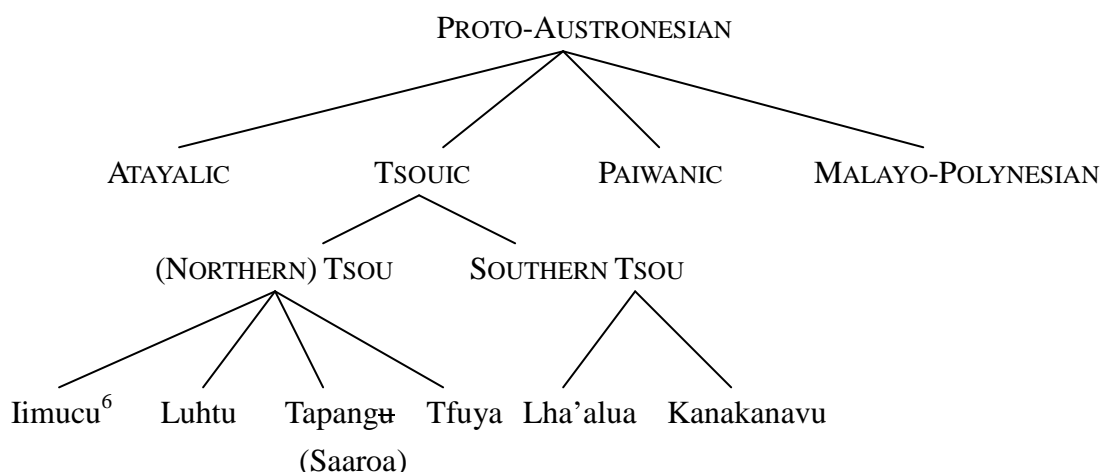 PROTO-AUSTRONESIAN
ATAYALIC TSOUIC PAIWANIC MALAYO-POLYNESIAN
(NORTHERN) TSOU SOUTHERN TSOU
Iimucu⁶ Luhtu Tapangʉ Tfuya Lha’alua Kanakanavu
(Saaroa)